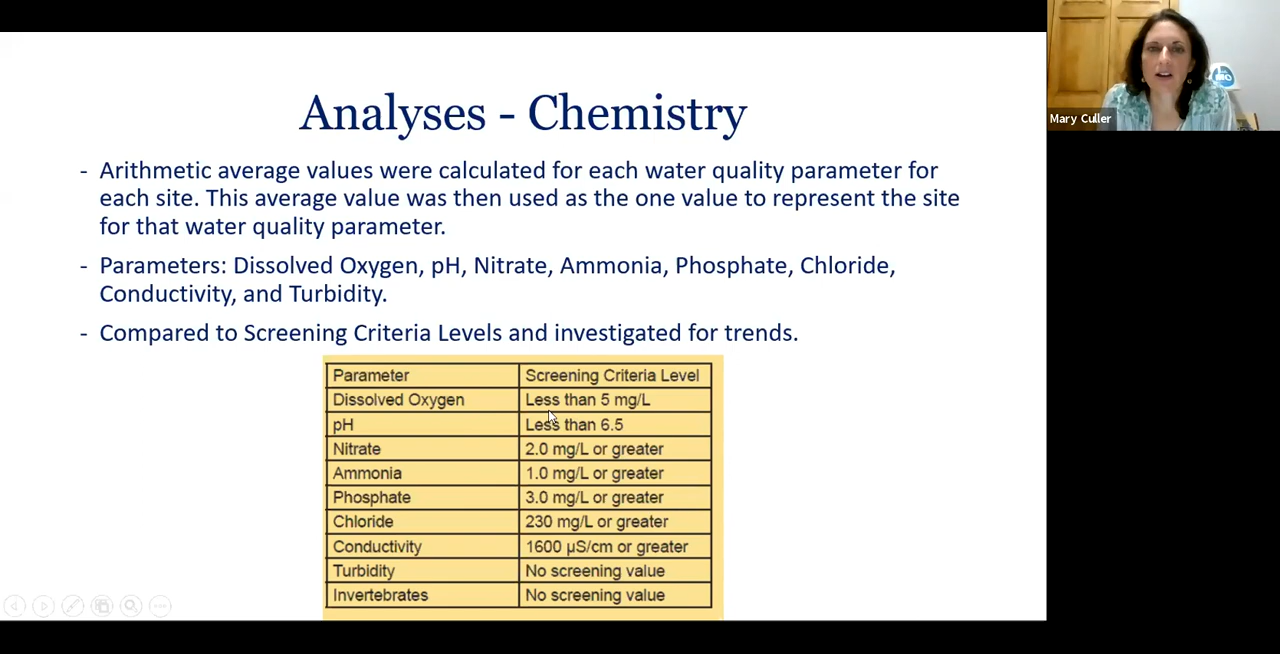 Analyses - Chemistry
- Arithmetic average values were calculated for each water quality parameter for
each site. This average value was then used as the one value to represent the site
for that water quality parameter.
- Parameters: Dissolved Oxygen, pH, Nitrate, Ammonia, Phosphate, Chloride,
Conductivity, and Turbidity.
- Compared to Screening Criteria Levels and investigated for trends.
Parameter Screening Criteria Level
Dissolved Oxygen Less than 5 mg/L
pH Less than 6.5
Nitrate 2.0 mg/L or greater
Ammonia 1.0 mg/L or greater
Phosphate 3.0 mg/L or greater
Chloride 230 mg/L or greater
Conductivity 1600 µS/cm or greater
Turbidity No screening value
Invertebrates No screening value
Mary Culler